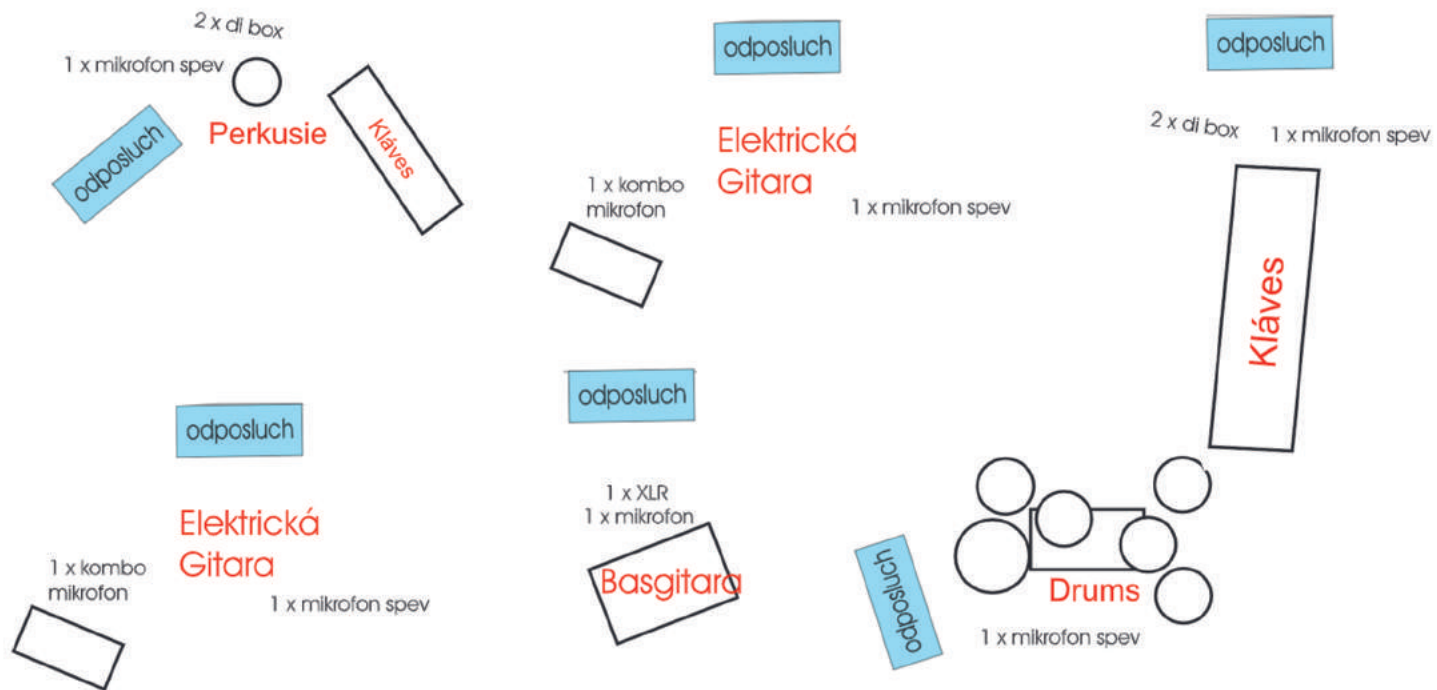 2 x di box
1 x mikrofon spev
Perkusie
odposluch
Kláves
odposluch
Elektrická
Gitara
1 x kombo
mikrofon
1 x mikrofon spev
odposluch
2 x di box
1 x mikrofon spev
Kláves
odposluch
Elektrická
Gitara
1 x kombo
mikrofon
1 x mikrofon spev
odposluch
1 x XLR
1 x mikrofon
Basgitara
odposluch
Drums
1 x mikrofon spev